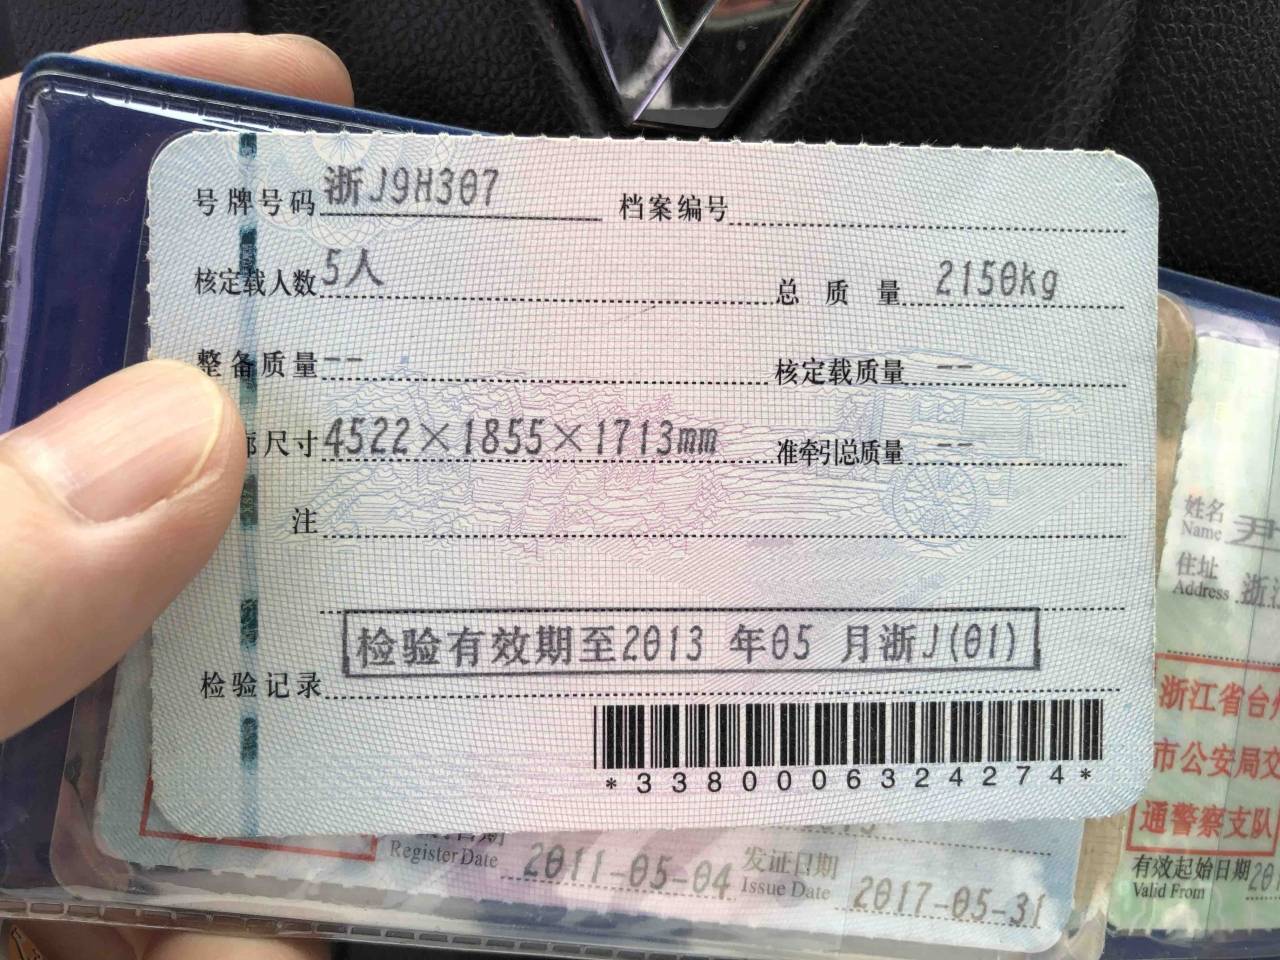 号牌号码 浙J9H307 档案编号
核定载人数 5人 总质量 2150kg
整备质量 -- 核定载质量 --
尺寸 4522×1855×1713mm 准牵引总质量 --
注
检验有效期至2013 年05 月浙J(01)
检验记录
*3380006324274*
Register Date 2011-05-04 发证日期 Issue Date 2017-05-31
姓名
Name 尹
住址
Address 浙
浙江省台州
市公安局交
通警察支队
有效起始日期
Valid From 201